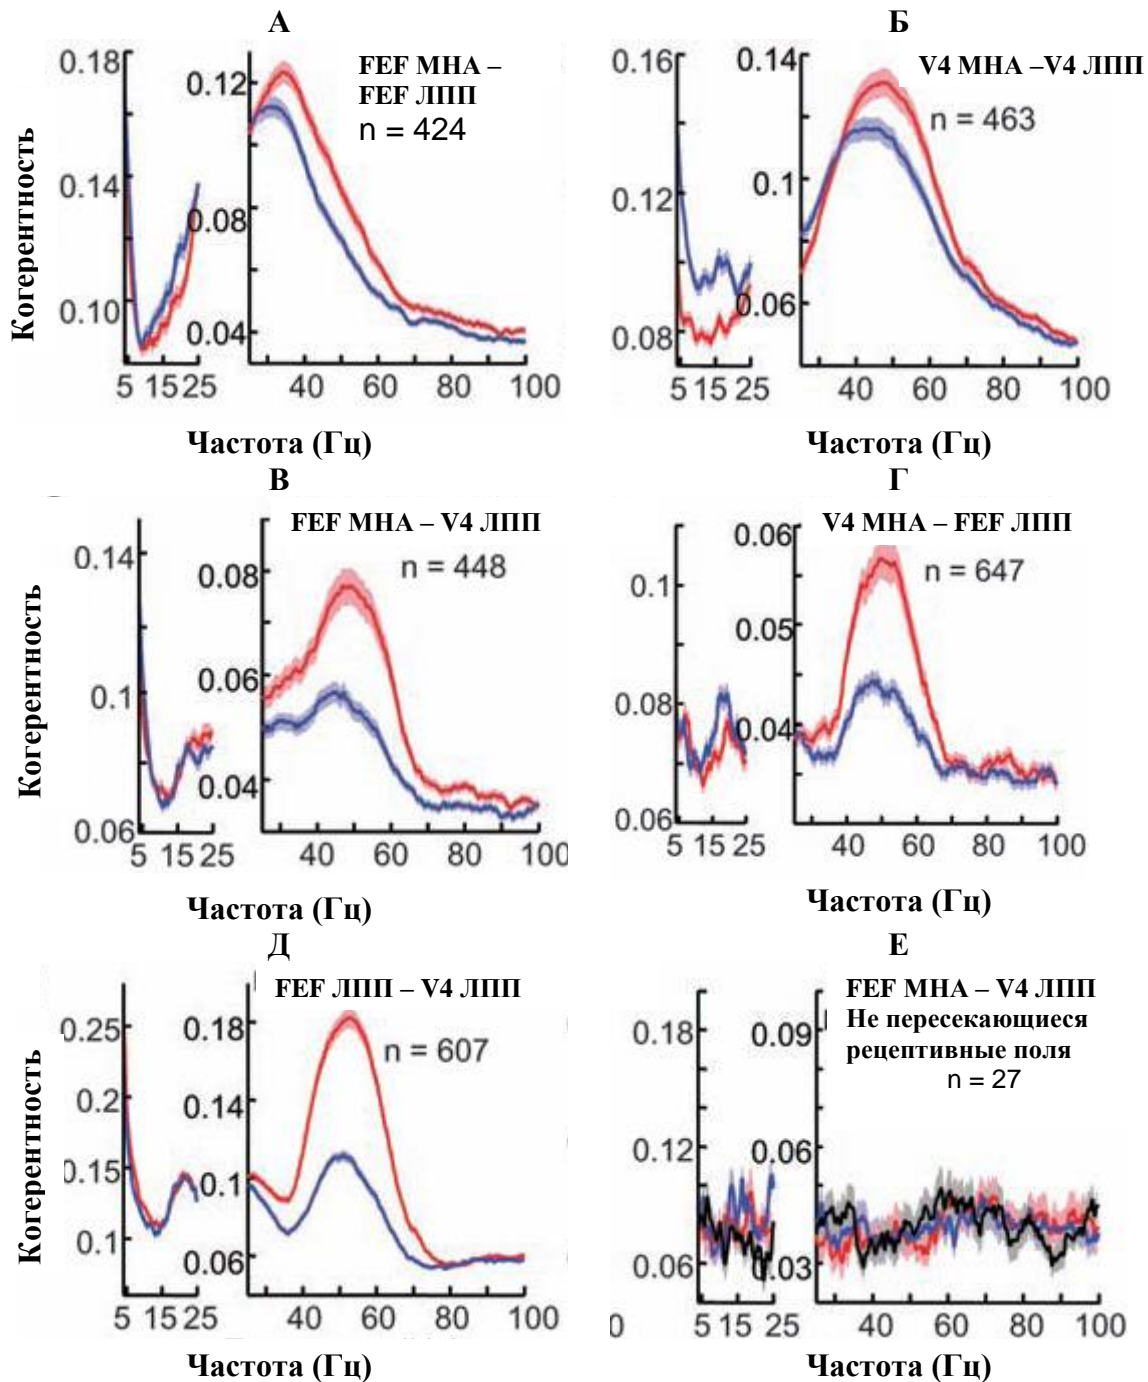 А
0.18
0.14
0.10
5 15 25
0.12
0.08
0.04
40 60 80 100
FEF МНА –
FEF ЛПП
n = 424
Когерентность
Частота (Гц)
Б
0.16
0.12
0.08
5 15 25
0.14
0.1
0.06
40 60 80 100
V4 МНА –V4 ЛПП
n = 463
Частота (Гц)
В
0.14
0.1
0.06
5 15 25
0.08
0.06
0.04
40 60 80 100
FEF МНА – V4 ЛПП
n = 448
Когерентность
Частота (Гц)
Г
0.1
0.08
0.06
5 15 25
0.06
0.05
0.04
40 60 80 100
V4 МНА – FEF ЛПП
n = 647
Частота (Гц)
Д
0.25
0.2
0.15
0.1
5 15 25
0.18
0.14
0.1
0.06
40 60 80 100
FEF ЛПП – V4 ЛПП
n = 607
Когерентность
Частота (Гц)
Е
0.18
0.12
0.06
0 5 15 25
0.09
0.06
0.03
40 60 80 100
FEF МНА – V4 ЛПП
Не пересекающиеся
рецептивные поля
n = 27
Частота (Гц)